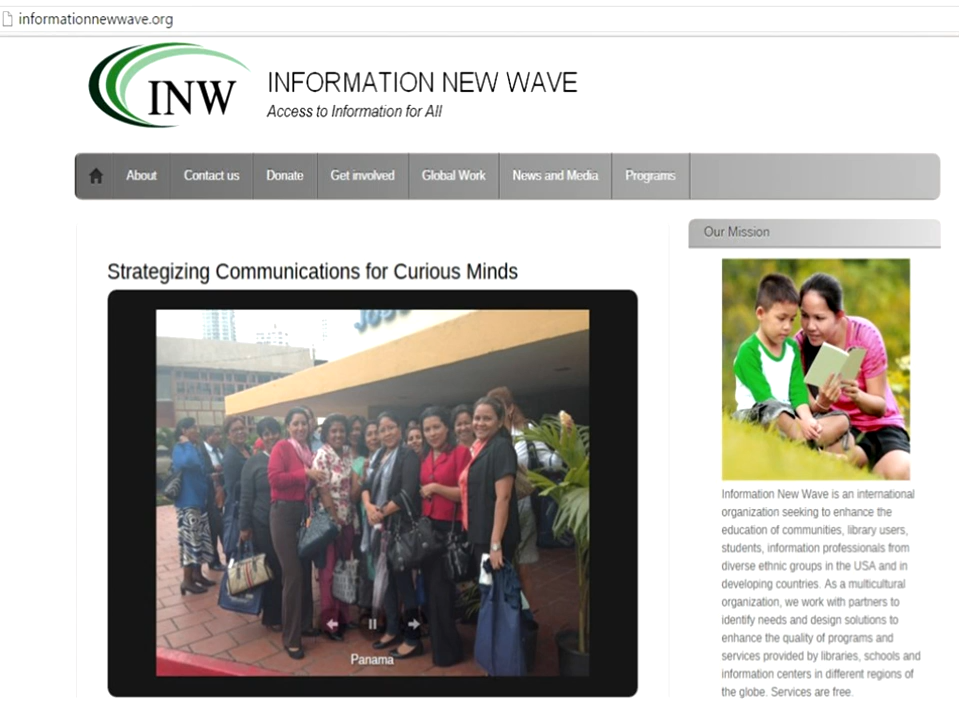 informationnewwave.org
INW
INFORMATION NEW WAVE
Access to Information for All
About Contact us Donate Get involved Global Work News and Media Programs
Strategizing Communications for Curious Minds
Panama
Our Mission
Information New Wave is an international
organization seeking to enhance the
education of communities, library users,
students, information professionals from
diverse ethnic groups in the USA and in
developing countries. As a multicultural
organization, we work with partners to
identify needs and design solutions to
enhance the quality of programs and
services provided by libraries, schools and
information centers in different regions of
the globe. Services are free.